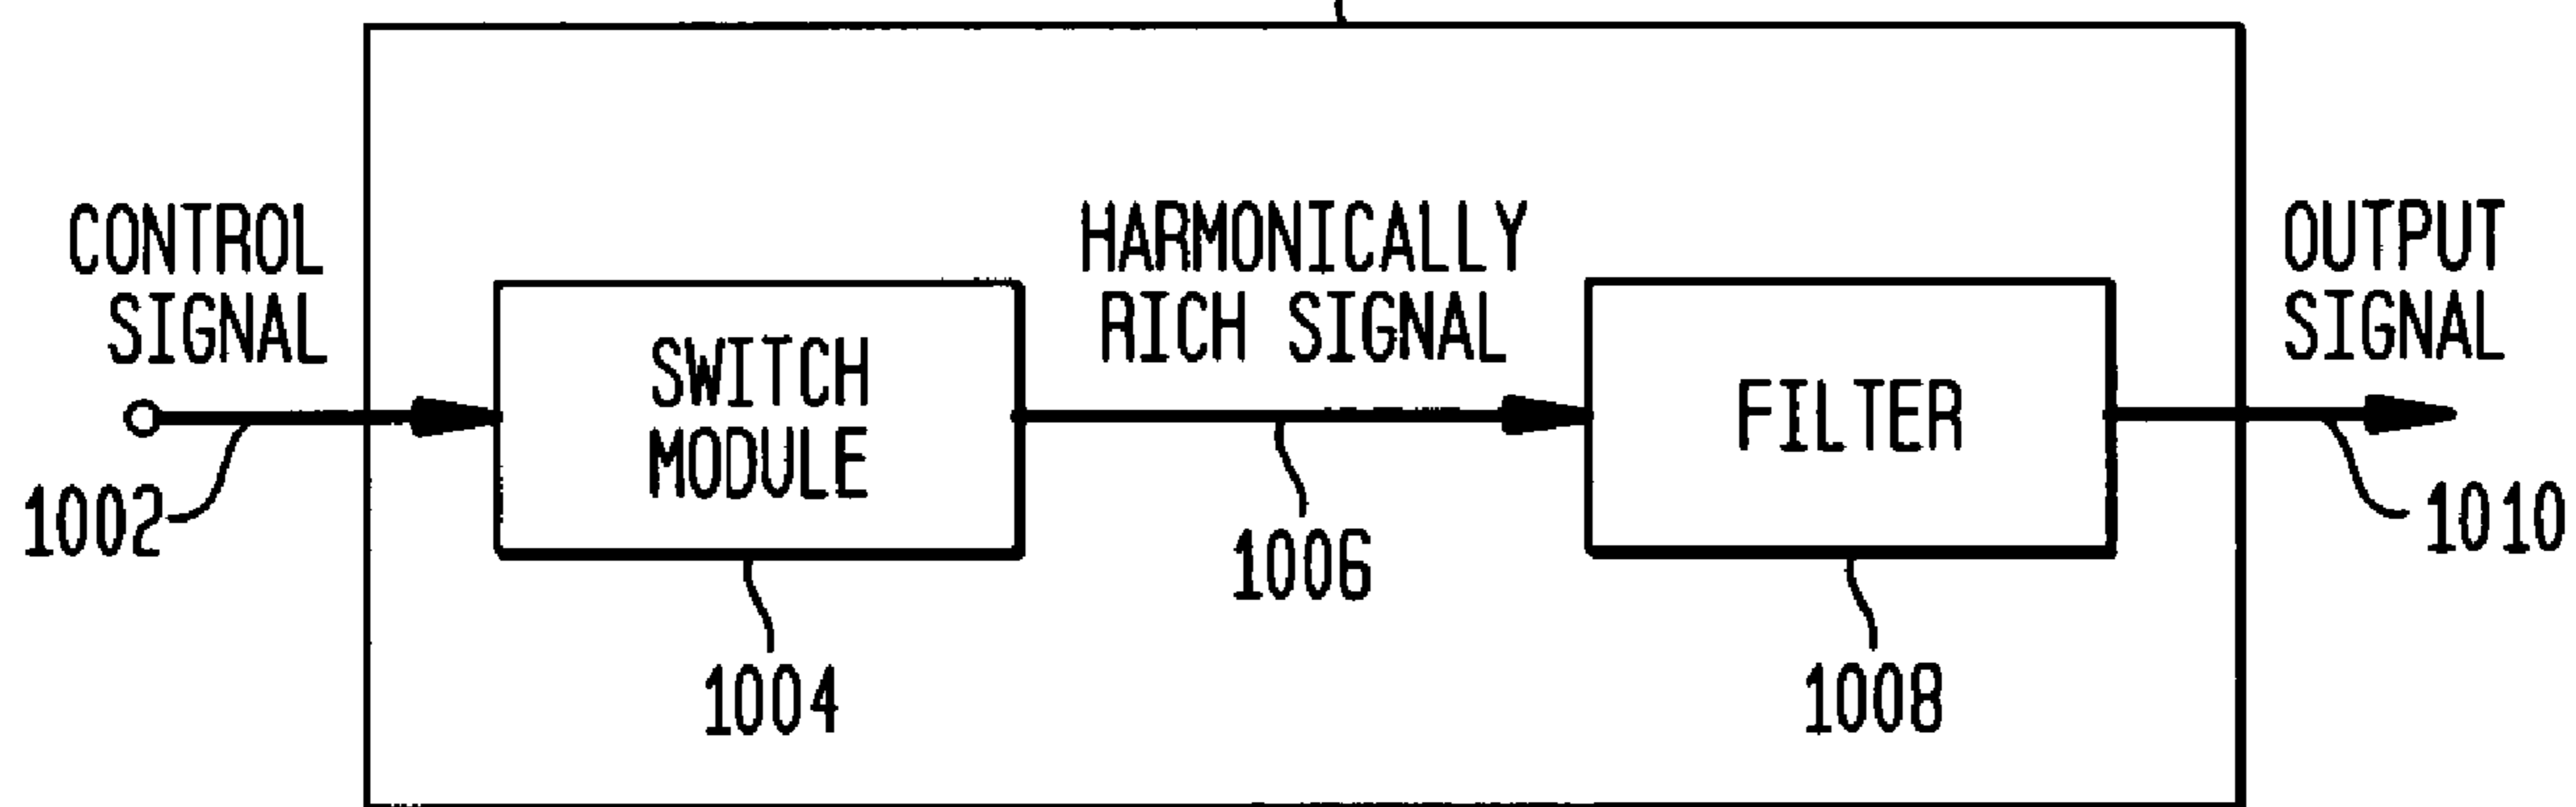 CONTROL
SIGNAL
1002
SWITCH
MODULE
1004
HARMONICALLY
RICH SIGNAL
1006
FILTER
1008
OUTPUT
SIGNAL
1010